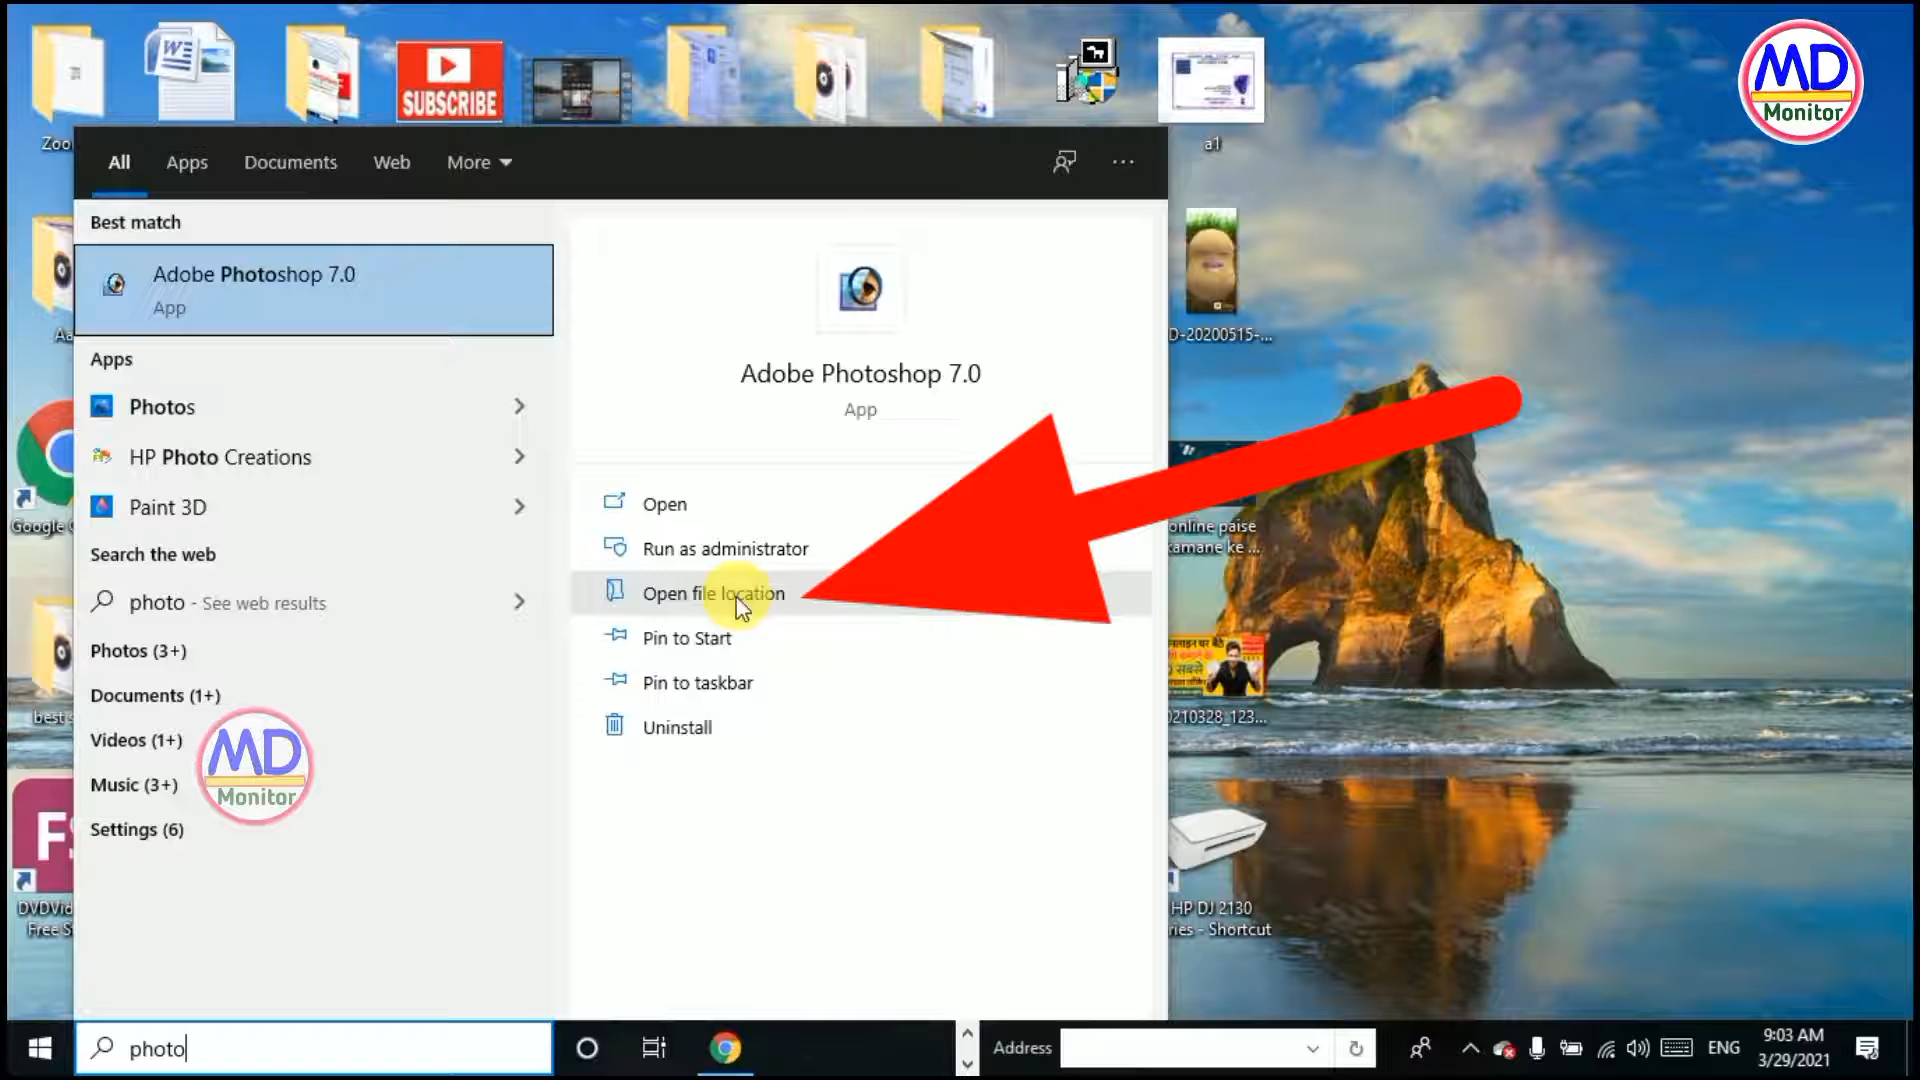 W
SUBSCRIBE
MD
Monitor
Zoo
a1
All
Apps
Documents
Web
More
Best match
Adobe Photoshop 7.0
App
Apps
Photos
HP Photo Creations
Paint 3D
Search the web
photo - See web results
Photos (3+)
Documents (1+)
Videos (1+)
Music (3+)
Settings (6)
MD
Monitor
Adobe Photoshop 7.0
App
Open
Run as administrator
Open file location
Pin to Start
Pin to taskbar
Uninstall
Aa
Google C
best s
FS
DVDVid
Free S
D-20200515-...
online paise
kamane ke ...
0210328_123...
HP DJ 2130
ries - Shortcut
photo
Address
ENG
9:03 AM
3/29/2021